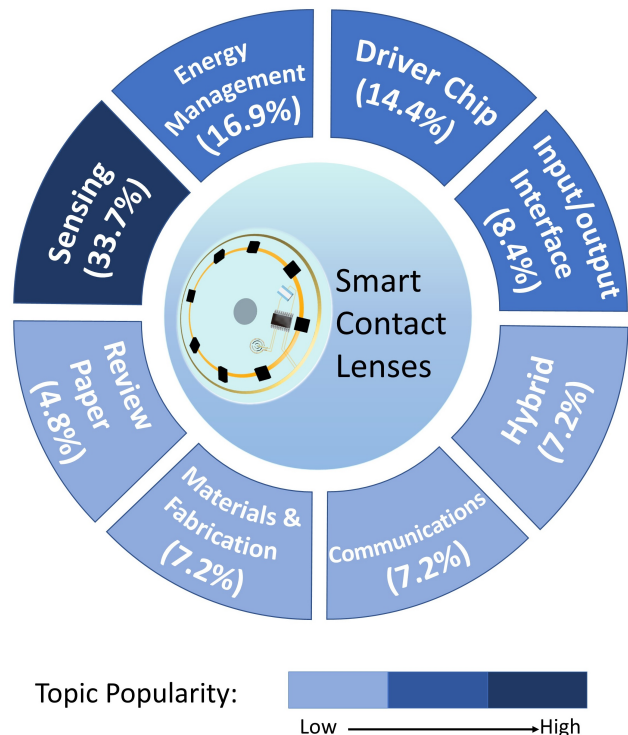 Energy
Management
(16.9%)
Driver Chip
(14.4%)
Input/output
Interface
(8.4%)
Hybrid
(7.2%)
Communications
(7.2%)
Materials &
Fabrication
(7.2%)
Review
Paper
(4.8%)
Sensing
(33.7%)
Smart
Contact
Lenses
Topic Popularity:
Low
High